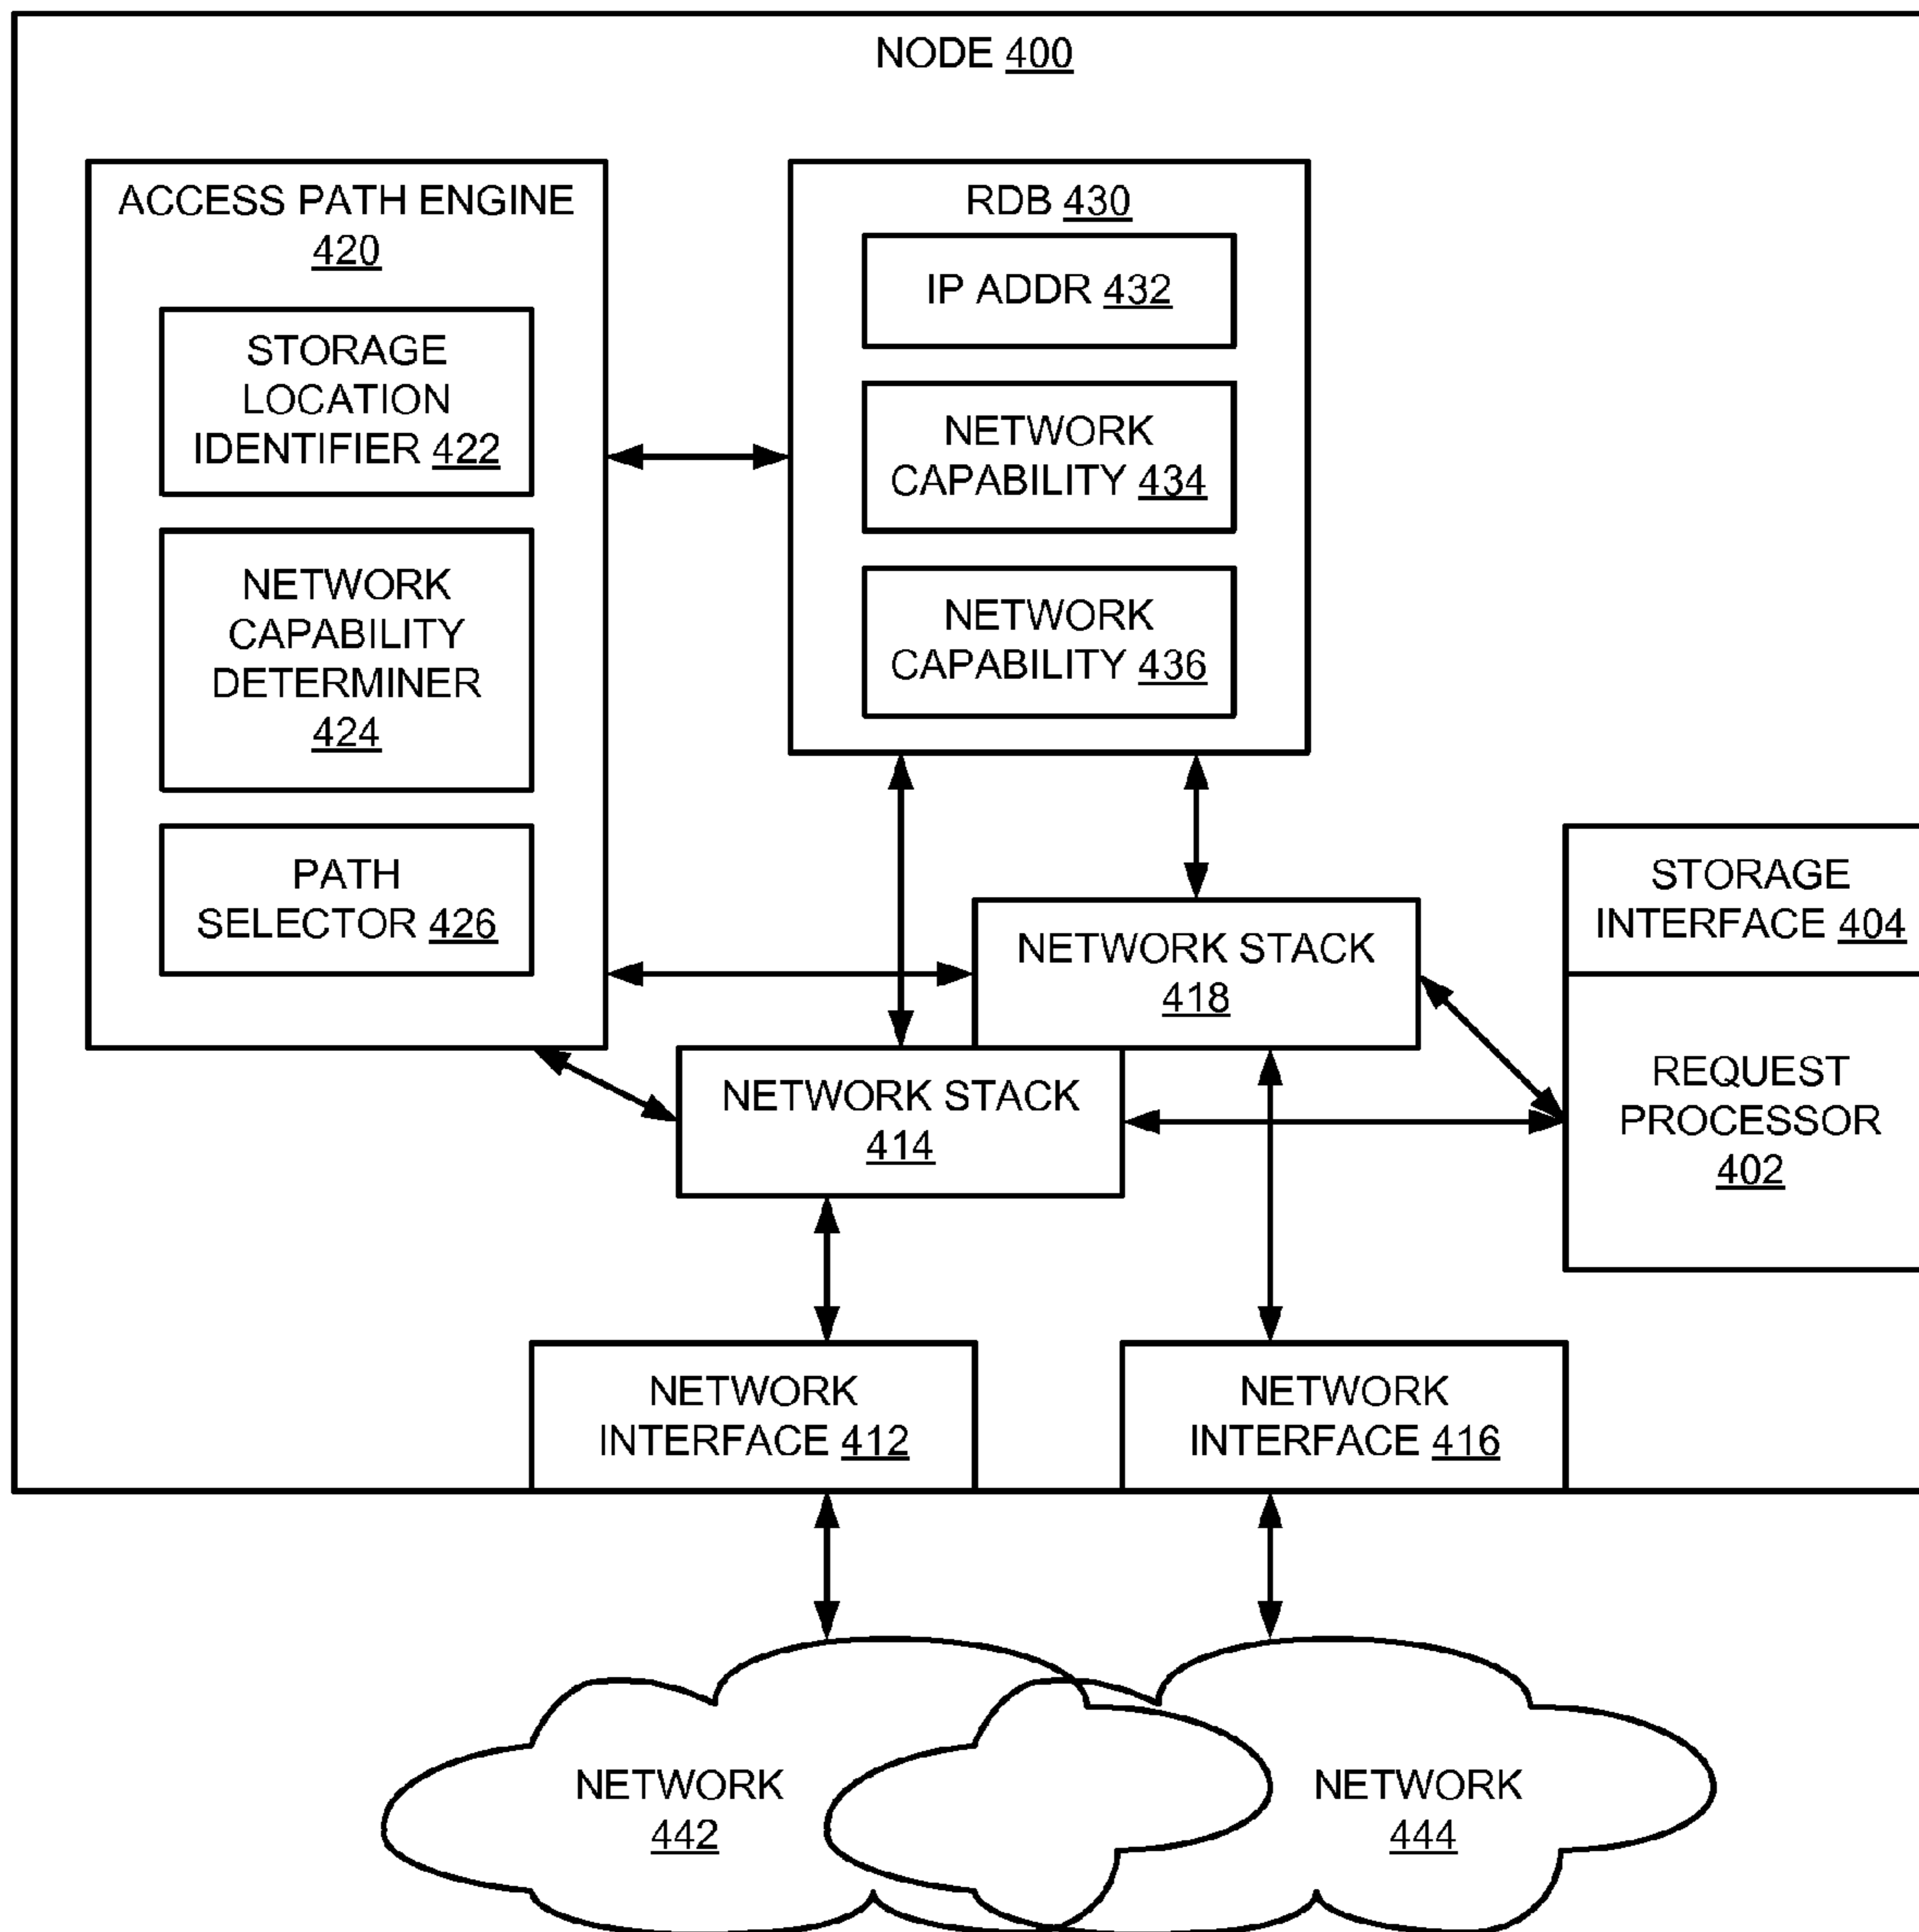 NODE 400
ACCESS PATH ENGINE
420
STORAGE
LOCATION
IDENTIFIER 422
NETWORK
CAPABILITY
DETERMINER
424
PATH
SELECTOR 426
RDB 430
IP ADDR 432
NETWORK
CAPABILITY 434
NETWORK
CAPABILITY 436
NETWORK STACK
418
NETWORK STACK
414
STORAGE
INTERFACE 404
REQUEST
PROCESSOR
402
NETWORK
INTERFACE 412
NETWORK
INTERFACE 416
NETWORK
442
NETWORK
444